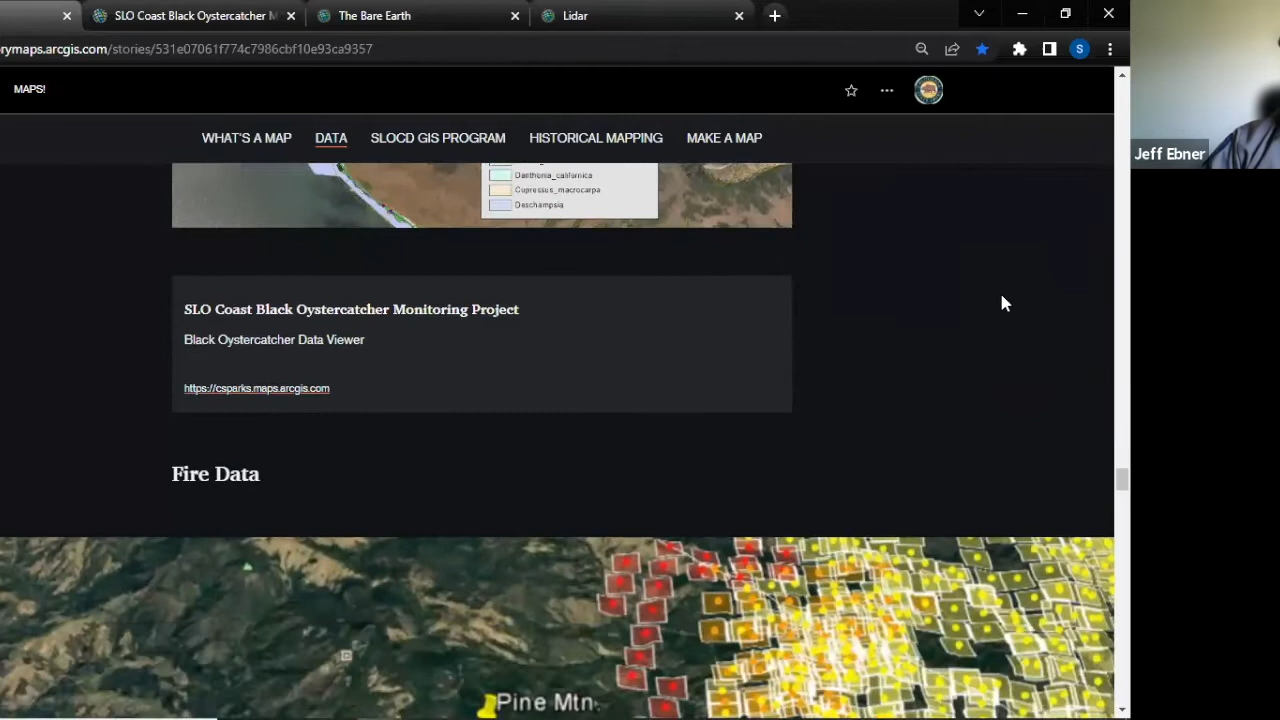 SLO Coast Black Oystercatcher M
The Bare Earth
Lidar
rymaps.arcgis.com/stories/531e07061f774c7986cbf10e93ca9357
S
MAPS!
WHAT'S A MAP
DATA
SLOCD GIS PROGRAM
HISTORICAL MAPPING
MAKE A MAP
Jeff Ebner
Danthonia_californica
Cupressus_macrocarpa
Deschampsia
SLO Coast Black Oystercatcher Monitoring Project
Black Oystercatcher Data Viewer
https://csparks.maps.arcgis.com
Fire Data
Pine Mtn.